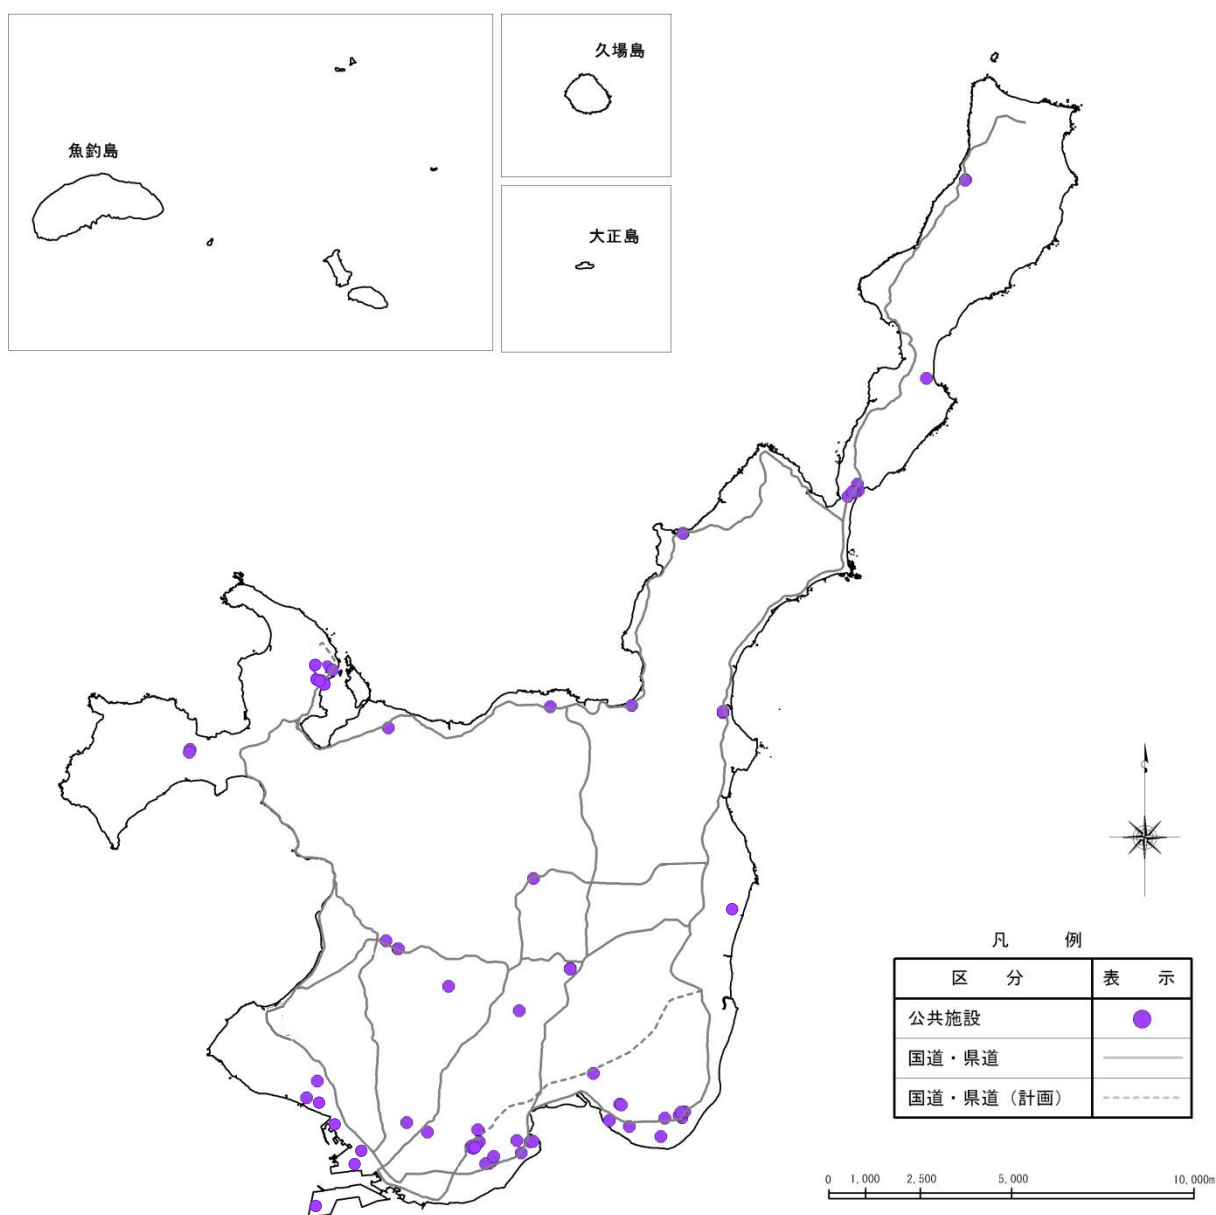 久場島
魚釣島
大正島
凡 例
区 分 表 示
公共施設
国道・県道
国道・県道（計画）
0 1,000 2,500 5,000 10,000m